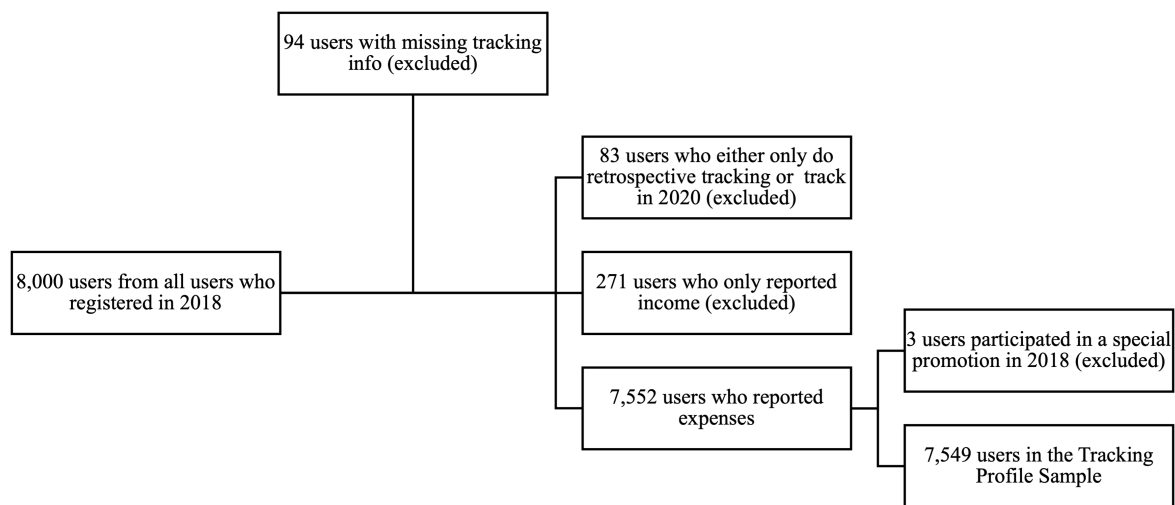 94 users with missing tracking
info (excluded)
83 users who either only do
retrospective tracking or track
in 2020 (excluded)
8,000 users from all users who
registered in 2018
271 users who only reported
income (excluded)
3 users participated in a special
promotion in 2018 (excluded)
7,552 users who reported
expenses
7,549 users in the Tracking
Profile Sample